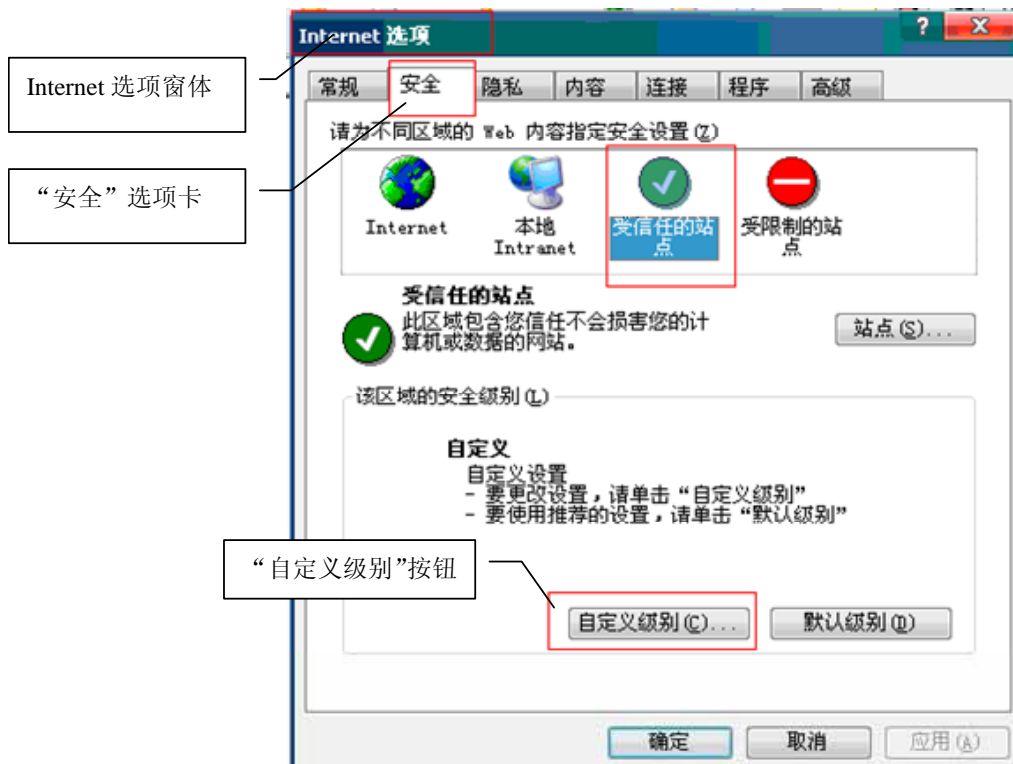 Internet 选项
Internet 选项窗体
常规 安全 隐私 内容 连接 程序 高级
请为不同区域的 Web 内容指定安全设置(Z)
“安全”选项卡
Internet
本地
Intranet
受信任的站
点
受限制的站
点
受信任的站点
此区域包含您信任不会损害您的计
算机或数据的网站。
站点(S)...
该区域的安全级别(L)
自定义
自定义设置
- 要更改设置,请单击“自定义级别”
- 要使用推荐的设置,请单击“默认级别”
“自定义级别”按钮
自定义级别(C)... 默认级别(D)
确定 取消 应用(A)